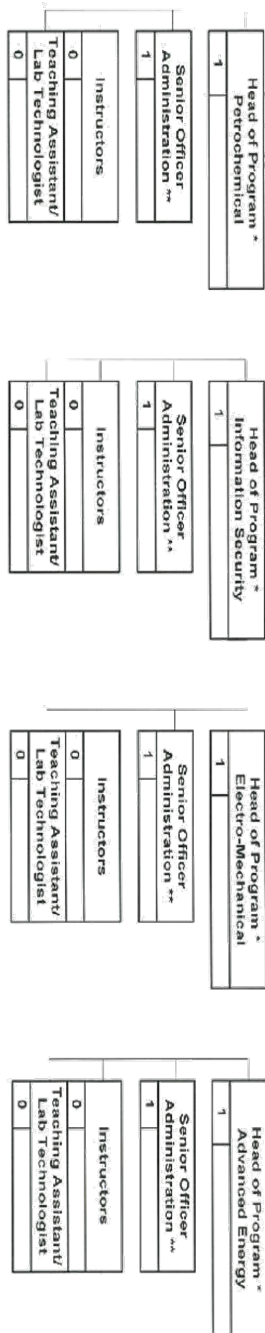 Head of Program *
Petrochemical
1
Senior Officer
Administration **
1
Instructors
0
Teaching Assistant/
Lab Technologist
0
Head of Program *
Information Security
1
Senior Officer
Administration **
1
Instructors
0
Teaching Assistant/
Lab Technologist
0
Head of Program *
Electro-Mechanical
1
Senior Officer
Administration **
1
Instructors
0
Teaching Assistant/
Lab Technologist
0
Head of Program *
Advanced Energy
1
Senior Officer
Administration **
1
Instructors
0
Teaching Assistant/
Lab Technologist
0